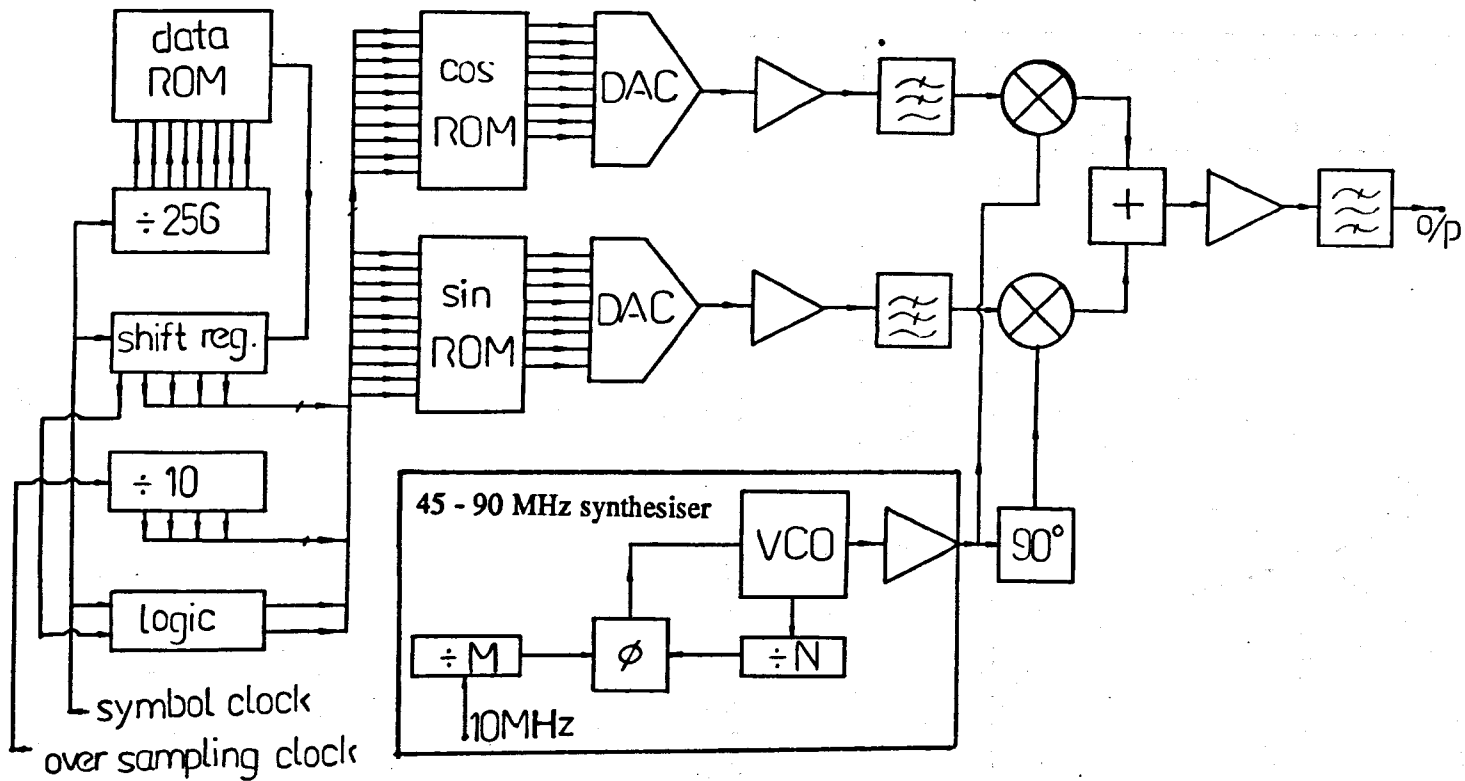 data
ROM
÷ 256
shift reg.
÷ 10
logic
symbol clock
over sampling clock
cos
ROM
DAC
sin
ROM
DAC
+
o/p
45 - 90 MHz synthesiser
VCO
90°
÷ M
ϕ
÷ N
10MHz